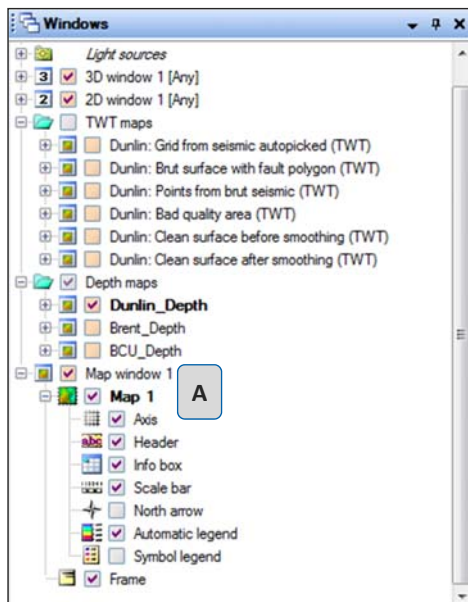 Windows
Light sources
3 3D window 1 [Any]
2 2D window 1 [Any]
TWT maps
Dunlin: Grid from seismic autopicked (TWT)
Dunlin: Brut surface with fault polygon (TWT)
Dunlin: Points from brut seismic (TWT)
Dunlin: Bad quality area (TWT)
Dunlin: Clean surface before smoothing (TWT)
Dunlin: Clean surface after smoothing (TWT)
Depth maps
Dunlin_Depth
Brent_Depth
BCU_Depth
Map window 1
A
Map 1
Axis
abc Header
Info box
Scale bar
North arrow
Automatic legend
Symbol legend
Frame